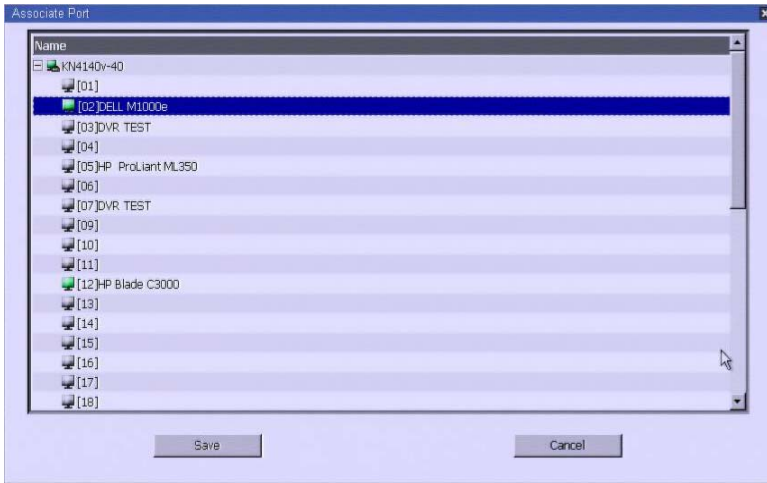 Associate Port
Name
KN4140v-40
[01]
[02]DELL M1000e
[03]DVR TEST
[04]
[05]HP ProLiant ML350
[06]
[07]DVR TEST
[09]
[10]
[11]
[12]HP Blade C3000
[13]
[14]
[15]
[16]
[17]
[18]
Save
Cancel